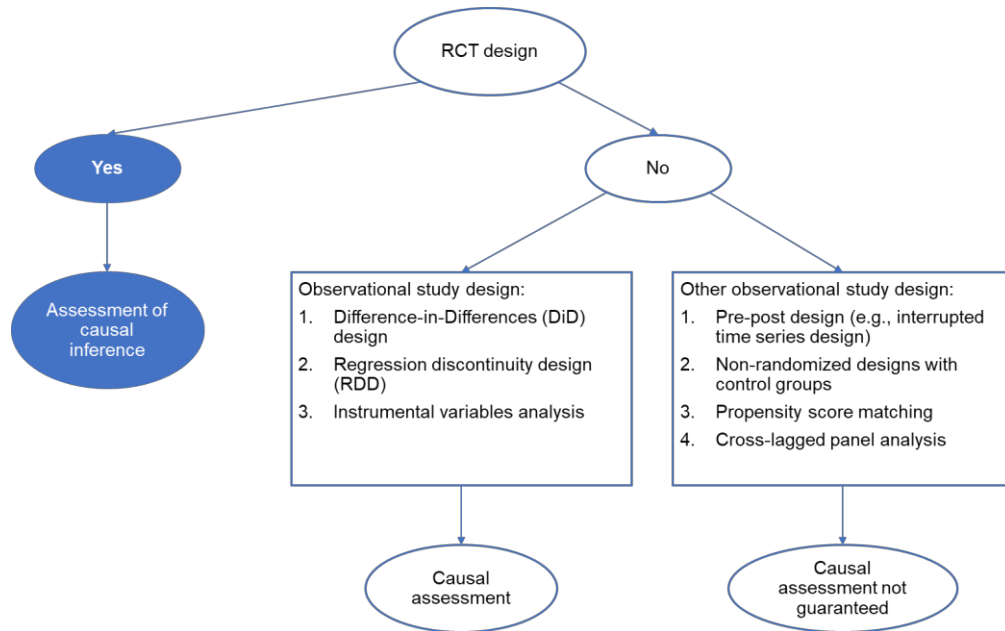 RCT design
Yes
No
Assessment of
causal
inference
Observational study design:
1. Difference-in-Differences (DiD)
design
2. Regression discontinuity design
(RDD)
3. Instrumental variables analysis
Other observational study design:
1. Pre-post design (e.g., interrupted
time series design)
2. Non-randomized designs with
control groups
3. Propensity score matching
4. Cross-lagged panel analysis
Causal
assessment
Causal
assessment not
guaranteed